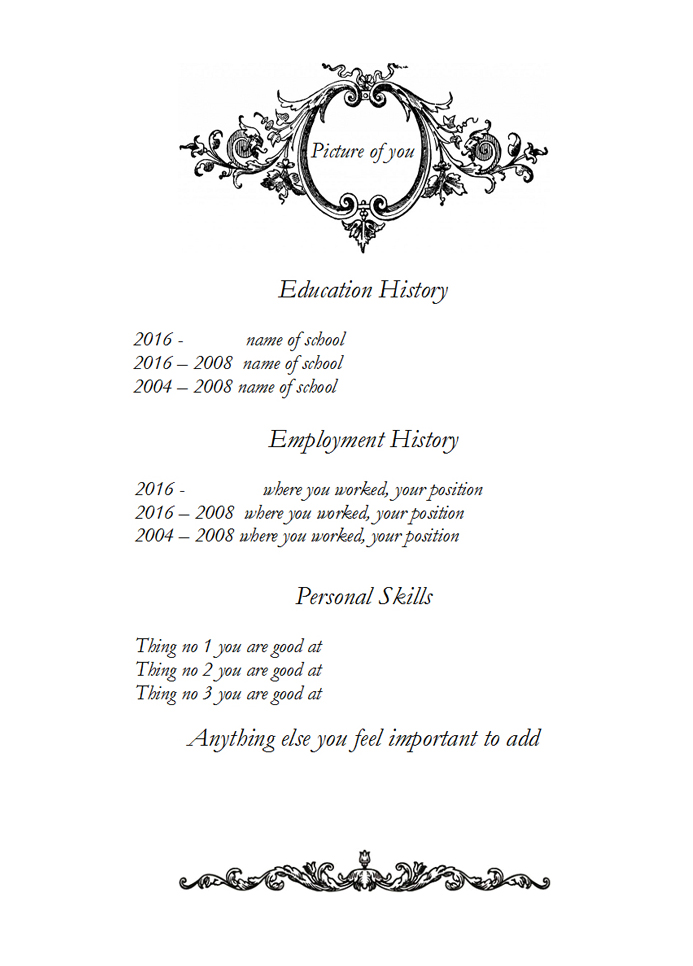 Picture of you
Education History
2016 - name of school
2016 – 2008 name of school
2004 – 2008 name of school
Employment History
2016 - where you worked, your position
2016 – 2008 where you worked, your position
2004 – 2008 where you worked, your position
Personal Skills
Thing no 1 you are good at
Thing no 2 you are good at
Thing no 3 you are good at
Anything else you feel important to add